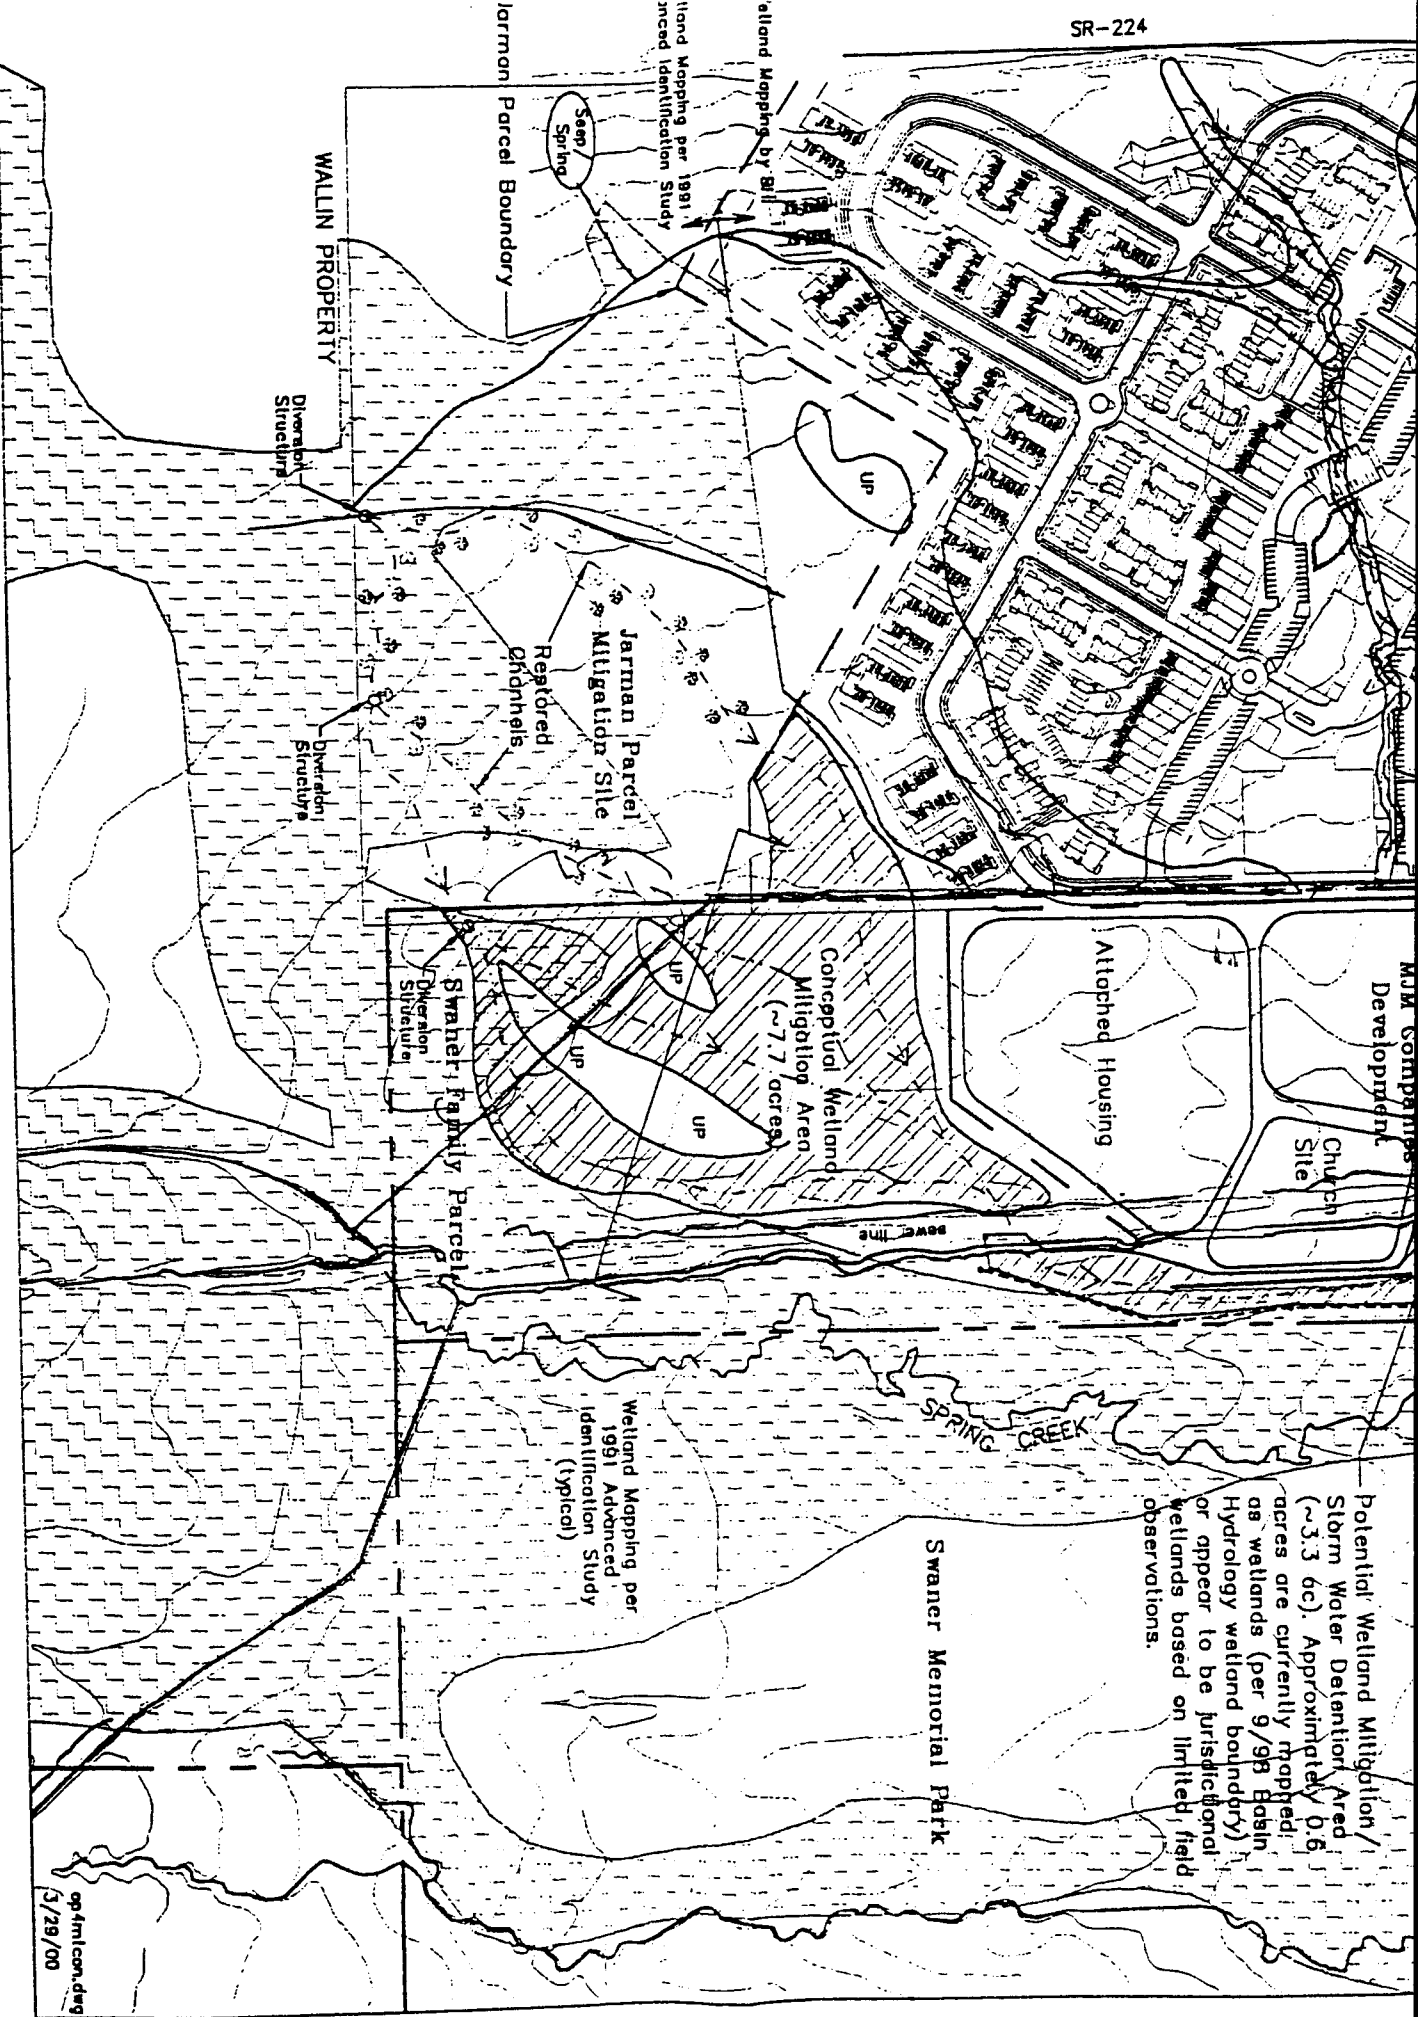 SR-224
Wetland Mapping by Bill
tland Mapping per 1991
anced Identification Study
Seep/
Spring
Jarman Parcel Boundary
WALLIN PROPERTY
Diversion
Structure
UP
Jarman Parcel
Mitigation Site
Restored
Channels
Diversion
Structure
MJM Companies
Development
Church
Site
Attached Housing
Conceptual Wetland
Mitigation Area
(~7.7 acres)
UP
UP
UP
Diversion
Structure
Swaner Family Parcel
sewer line
SPRING CREEK
Potential Wetland Mitigation/
Storm Water Detention Area
(~3.3 ac). Approximately 0.6
acres are currently mapped
as wetlands (per 9/98 Basin
Hydrology wetland boundary)
or appear to be jurisdictional
wetlands based on limited field
observations.
Wetland Mapping per
1991 Advanced
Identification Study
(typical)
Swaner Memorial Park
op4mitcon.dwg
3/29/00